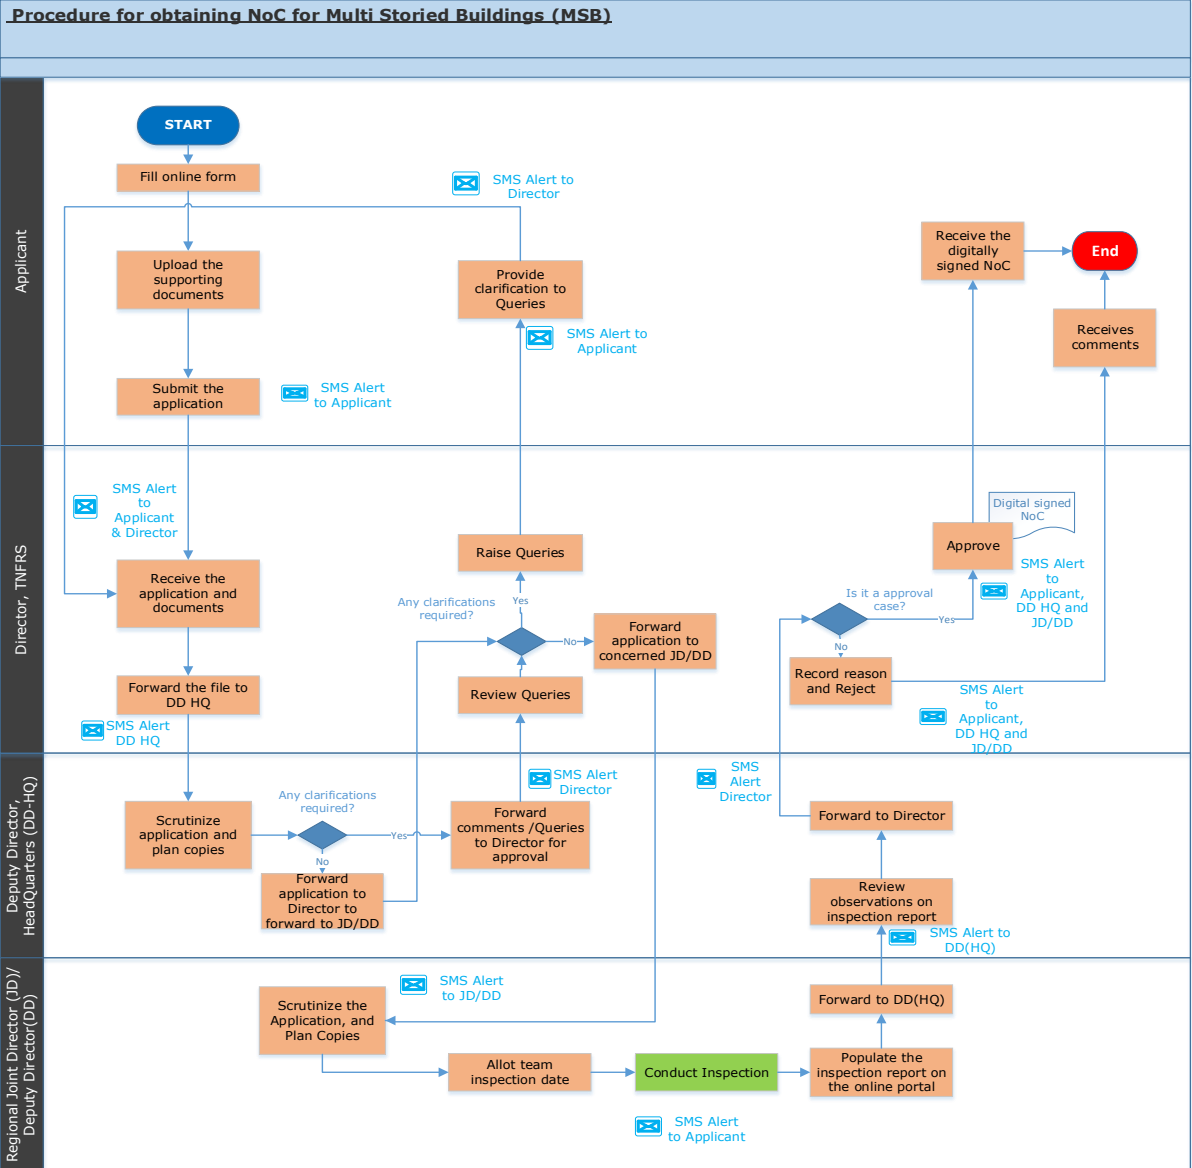 Procedure for obtaining NoC for Multi Storied Buildings (MSB)
Applicant
START
Fill online form
Upload the
supporting
documents
Submit the
application
SMS Alert
to Applicant
SMS Alert to
Director
Provide
clarification to
Queries
SMS Alert to
Applicant
Receive the
digitally
signed NoC
End
Receives
comments
Director, TNFRS
SMS Alert
to
Applicant
& Director
Receive the
application and
documents
Forward the file to
DD HQ
SMS Alert
DD HQ
Raise Queries
Any clarifications
required?
Yes
No
Forward
application to
concerned JD/DD
Review Queries
Digital signed
NoC
Approve
SMS Alert
to
Applicant,
DD HQ and
JD/DD
Is it a approval
case?
Yes
No
Record reason
and Reject
SMS Alert
to
Applicant,
DD HQ and
JD/DD
Deputy Director,
HeadQuarters (DD-HQ)
Scrutinize
application and
plan copies
Any clarifications
required?
Yes
No
Forward
application to
Director to
forward to JD/DD
SMS Alert
Director
Forward
comments /Queries
to Director for
approval
SMS
Alert
Director
Forward to Director
Review
observations on
inspection report
SMS Alert to
DD(HQ)
Regional Joint Director (JD)/
Deputy Director(DD)
SMS Alert
to JD/DD
Scrutinize the
Application, and
Plan Copies
Allot team
inspection date
Conduct Inspection
SMS Alert
to Applicant
Forward to DD(HQ)
Populate the
inspection report on
the online portal